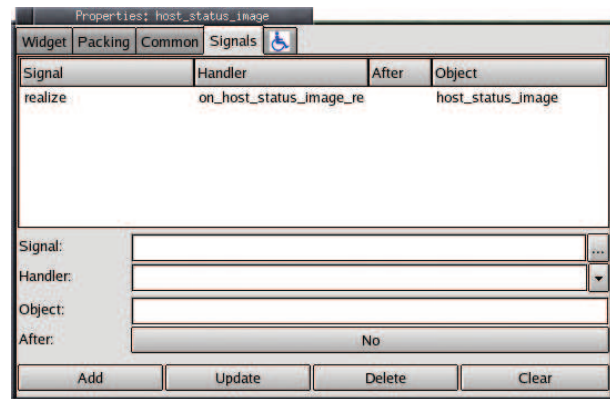 Properties: host_status_image
Widget Packing Common Signals
Signal Handler After Object
realize on_host_status_image_re host_status_image
Signal: ...
Handler:
Object:
After: No
Add Update Delete Clear